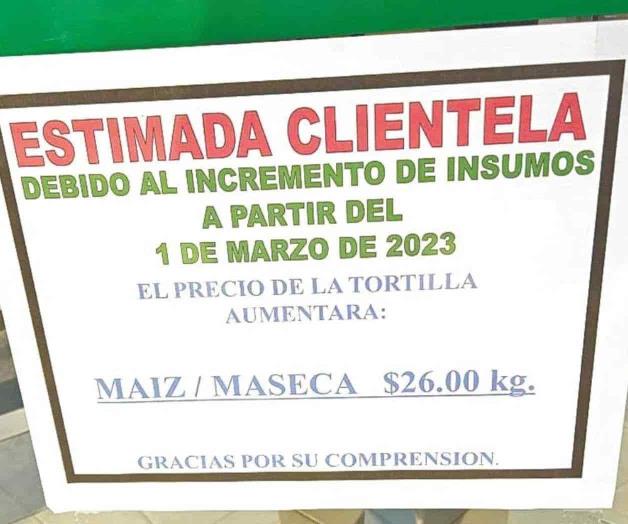 ESTIMADA CLIENTELA
DEBIDO AL INCREMENTO DE INSUMOS
A PARTIR DEL
1 DE MARZO DE 2023
EL PRECIO DE LA TORTILLA
AUMENTARA:
MAIZ / MASECA $26.00 kg.
GRACIAS POR SU COMPRENSION.